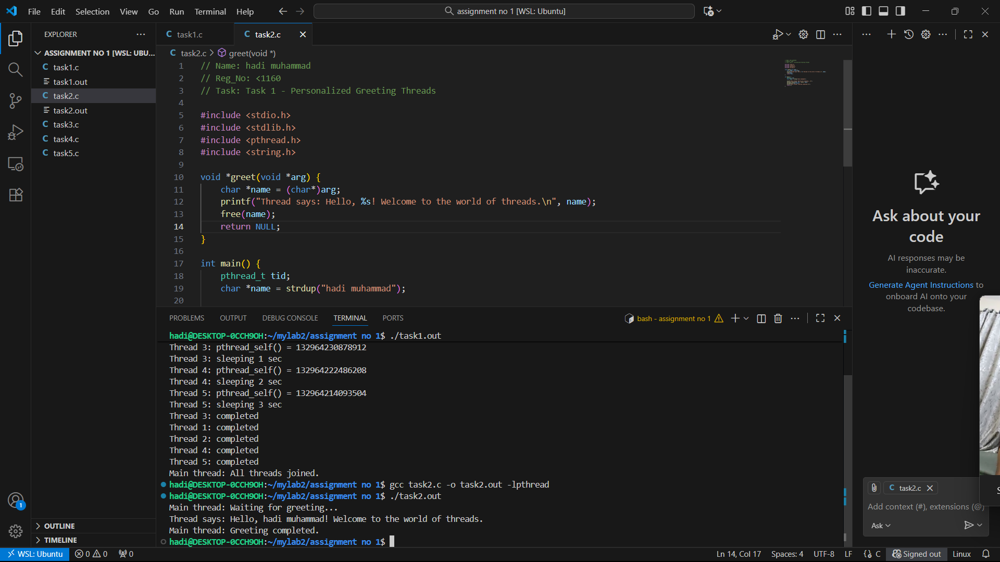 File Edit Selection View Go Run Terminal Help
assignment no 1 [WSL: Ubuntu]
EXPLORER
ASSIGNMENT NO 1 [WSL: UBU...
C task1.c
task1.out
C task2.c
task2.out
C task3.c
C task4.c
C task5.c
OUTLINE
TIMELINE
C task1.c
C task2.c
C task2.c > greet(void *)
1 // Name: hadi muhammad
2 // Reg_No: <1160
3 // Task: Task 1 - Personalized Greeting Threads
4
5 #include <stdio.h>
6 #include <stdlib.h>
7 #include <pthread.h>
8 #include <string.h>
9
10 void *greet(void *arg) {
11 char *name = (char*)arg;
12 printf("Thread says: Hello, %s! Welcome to the world of threads.\n", name);
13 free(name);
14 return NULL;
15 }
16
17 int main() {
18 pthread_t tid;
19 char *name = strdup("hadi muhammad");
20
PROBLEMS OUTPUT DEBUG CONSOLE TERMINAL PORTS
bash - assignment no 1
hadi@DESKTOP-0CCH9OH:~/mylab2/assignment no 1$ ./task1.out
Thread 3: pthread_self() = 132964230878912
Thread 3: sleeping 1 sec
Thread 4: pthread_self() = 132964222486208
Thread 4: sleeping 2 sec
Thread 5: pthread_self() = 132964214093504
Thread 5: sleeping 3 sec
Thread 3: completed
Thread 1: completed
Thread 2: completed
Thread 4: completed
Thread 5: completed
Main thread: All threads joined.
hadi@DESKTOP-0CCH9OH:~/mylab2/assignment no 1$ gcc task2.c -o task2.out -lpthread
hadi@DESKTOP-0CCH9OH:~/mylab2/assignment no 1$ ./task2.out
Main thread: Waiting for greeting...
Thread says: Hello, hadi muhammad! Welcome to the world of threads.
Main thread: Greeting completed.
hadi@DESKTOP-0CCH9OH:~/mylab2/assignment no 1$
Ask about your
code
AI responses may be
inaccurate.
Generate Agent Instructions to
onboard AI onto your
codebase.
C task2.c
Add context (#), extensions (@)
Ask
1
WSL: Ubuntu 0 0 0
Ln 14, Col 17 Spaces: 4 UTF-8 LF C Signed out Linux